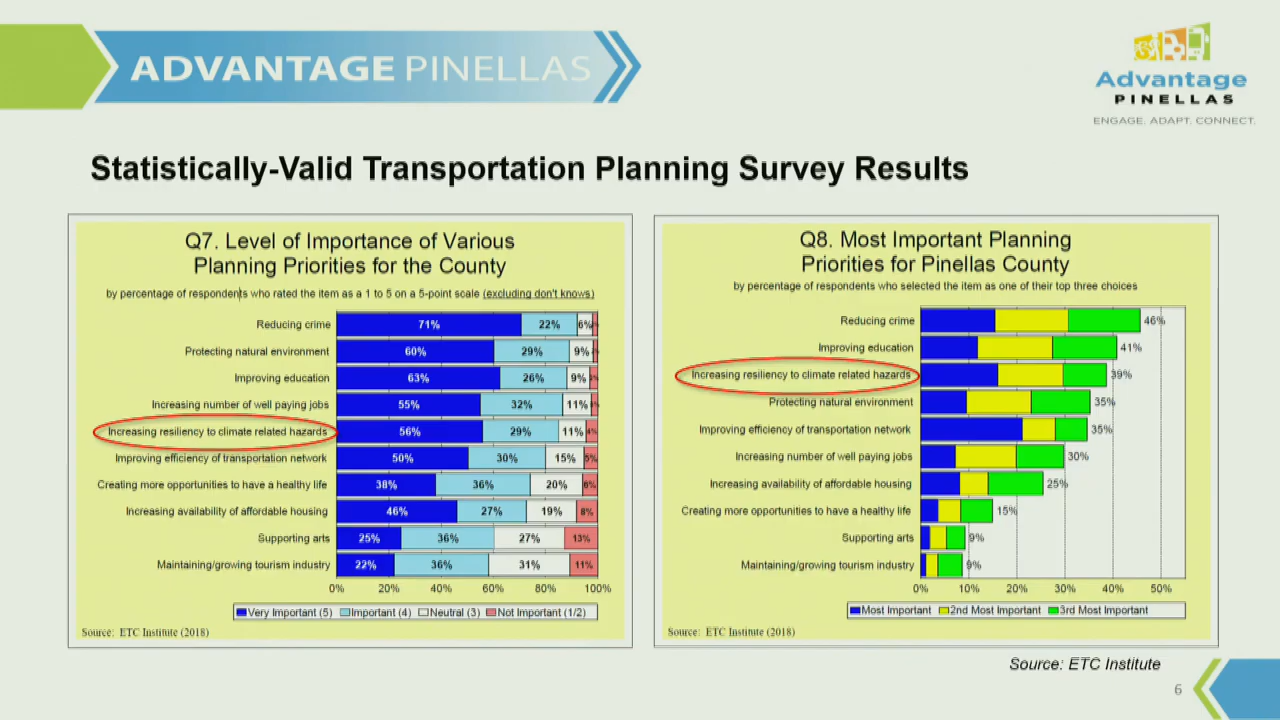 ADVANTAGE PINELLAS
Advantage
PINELLAS
ENGAGE. ADAPT. CONNECT.
Statistically-Valid Transportation Planning Survey Results
Q7. Level of Importance of Various
Planning Priorities for the County
by percentage of respondents who rated the item as a 1 to 5 on a 5-point scale (excluding don't knows)
Reducing crime 71% 22% 6%
Protecting natural environment 60% 29% 9%
Improving education 63% 26% 9%
Increasing number of well paying jobs 55% 32% 11%
Increasing resiliency to climate related hazards 56% 29% 11% 4%
Improving efficiency of transportation network 50% 30% 15% 5%
Creating more opportunities to have a healthy life 38% 36% 20% 6%
Increasing availability of affordable housing 46% 27% 19% 8%
Supporting arts 25% 36% 27% 13%
Maintaining/growing tourism industry 22% 36% 31% 11%
0% 20% 40% 60% 80% 100%
Very Important (5) Important (4) Neutral (3) Not Important (1/2)
Source: ETC Institute (2018)
Q8. Most Important Planning
Priorities for Pinellas County
by percentage of respondents who selected the item as one of their top three choices
Reducing crime 46%
Improving education 41%
Increasing resiliency to climate related hazards 39%
Protecting natural environment 35%
Improving efficiency of transportation network 35%
Increasing number of well paying jobs 30%
Increasing availability of affordable housing 25%
Creating more opportunities to have a healthy life 15%
Supporting arts 9%
Maintaining/growing tourism industry 9%
0% 10% 20% 30% 40% 50%
Most Important 2nd Most Important 3rd Most Important
Source: ETC Institute (2018)
Source: ETC Institute
6